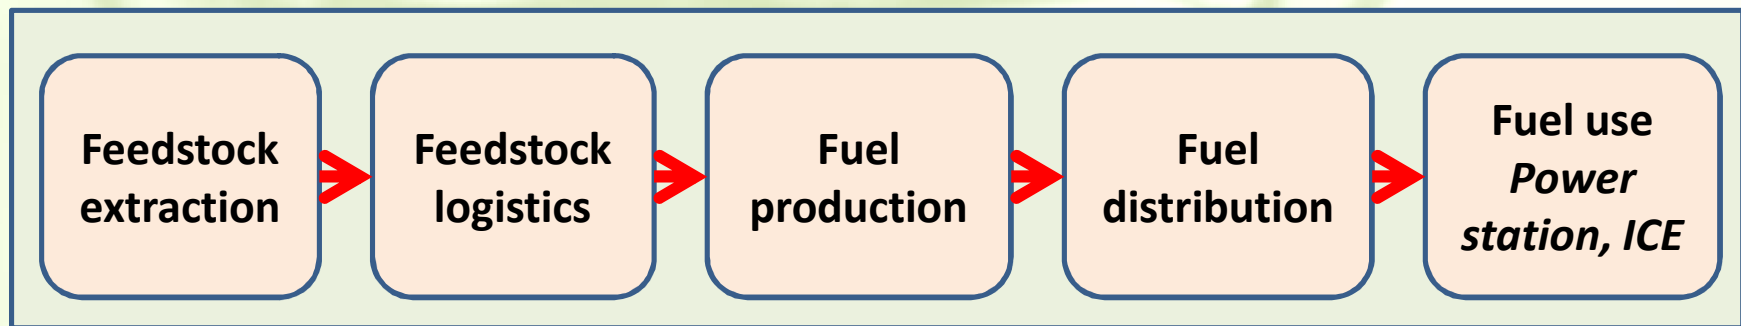 Feedstock
extraction
Feedstock
logistics
Fuel
production
Fuel
distribution
Fuel use
Power
station, ICE